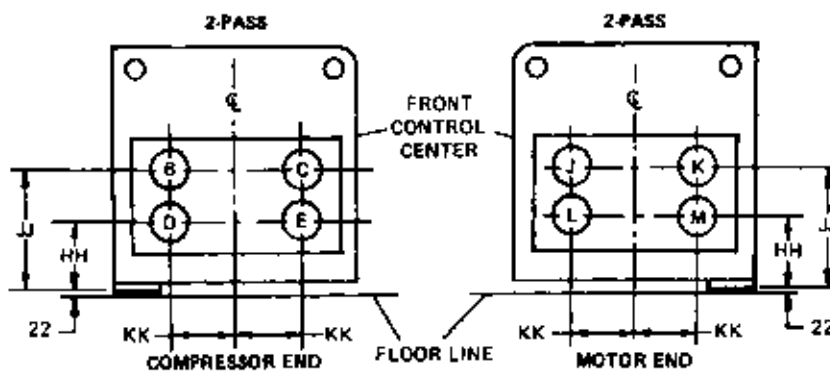 2-PASS
2-PASS
℄
℄
FRONT
CONTROL
CENTER
B
C
J
K
D
E
L
M
JJ
HH
JJ
HH
22
KK
KK
KK
KK
22
COMPRESSOR END
FLOOR LINE
MOTOR END